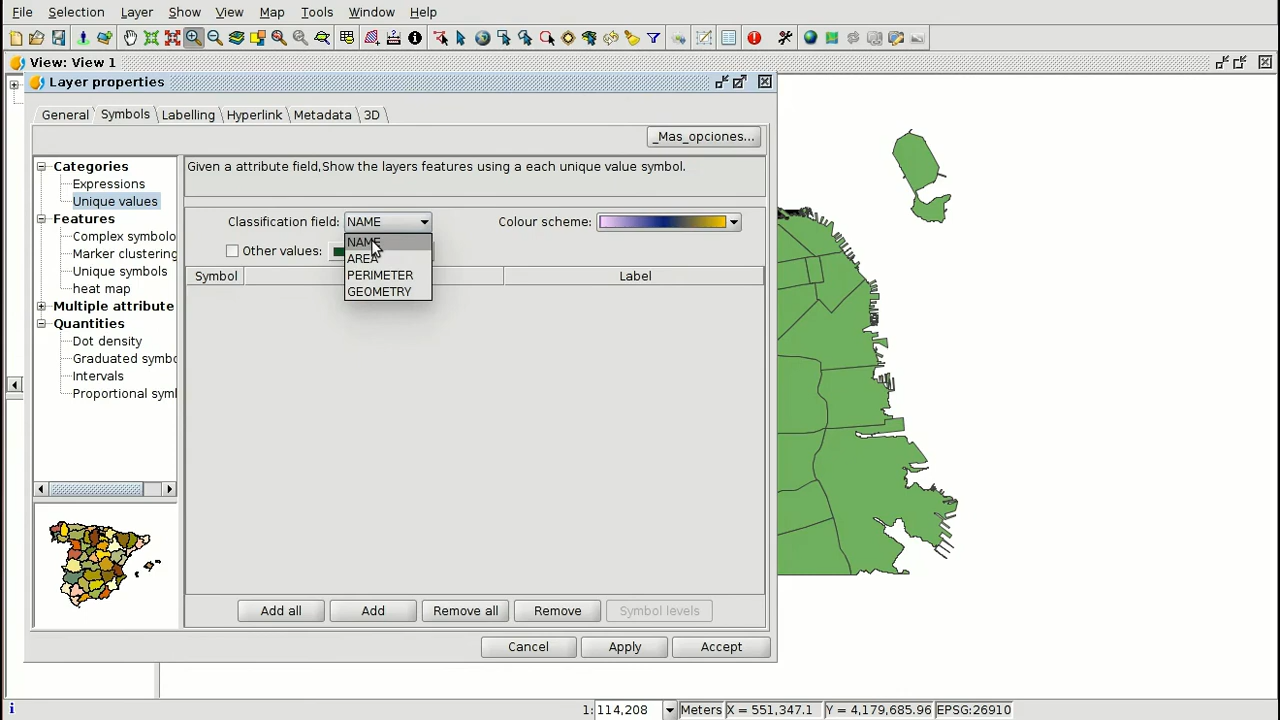 File Selection Layer Show View Map Tools Window Help
View: View 1
Layer properties
General Symbols Labelling Hyperlink Metadata 3D
_Mas_opciones...
Categories
Expressions
Unique values
Features
Complex symbolo
Marker clustering
Unique symbols
heat map
Multiple attribute
Quantities
Dot density
Graduated symbo
Intervals
Proportional symb
Given a attribute field,Show the layers features using a each unique value symbol.
Classification field: NAME Colour scheme:
Other values:
NAME
AREA
PERIMETER
GEOMETRY
Symbol Label
Add all Add Remove all Remove Symbol levels
Cancel Apply Accept
1: 114,208 Meters X = 551,347.1 Y = 4,179,685.96 EPSG:26910